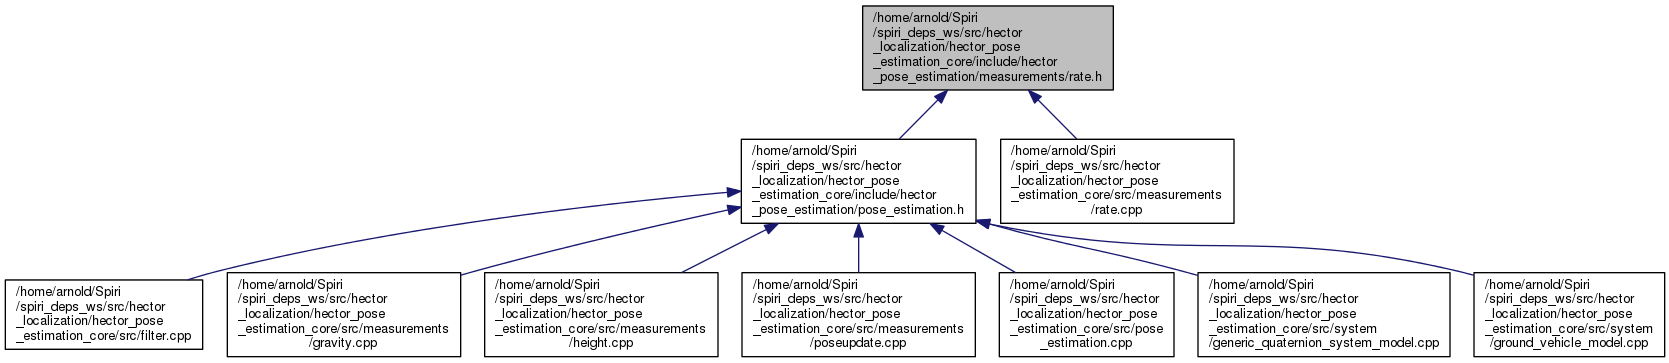 /home/arnold/Spiri
/spiri_deps_ws/src/hector
_localization/hector_pose
_estimation_core/include/hector
_pose_estimation/measurements/rate.h
/home/arnold/Spiri
/spiri_deps_ws/src/hector
_localization/hector_pose
_estimation_core/include/hector
_pose_estimation/pose_estimation.h
/home/arnold/Spiri
/spiri_deps_ws/src/hector
_localization/hector_pose
_estimation_core/src/measurements
/rate.cpp
/home/arnold/Spiri
/spiri_deps_ws/src/hector
_localization/hector_pose
_estimation_core/src/filter.cpp
/home/arnold/Spiri
/spiri_deps_ws/src/hector
_localization/hector_pose
_estimation_core/src/measurements
/gravity.cpp
/home/arnold/Spiri
/spiri_deps_ws/src/hector
_localization/hector_pose
_estimation_core/src/measurements
/height.cpp
/home/arnold/Spiri
/spiri_deps_ws/src/hector
_localization/hector_pose
_estimation_core/src/measurements
/poseupdate.cpp
/home/arnold/Spiri
/spiri_deps_ws/src/hector
_localization/hector_pose
_estimation_core/src/pose
_estimation.cpp
/home/arnold/Spiri
/spiri_deps_ws/src/hector
_localization/hector_pose
_estimation_core/src/system
/generic_quaternion_system_model.cpp
/home/arnold/Spiri
/spiri_deps_ws/src/hector
_localization/hector_pose
_estimation_core/src/system
/ground_vehicle_model.cpp